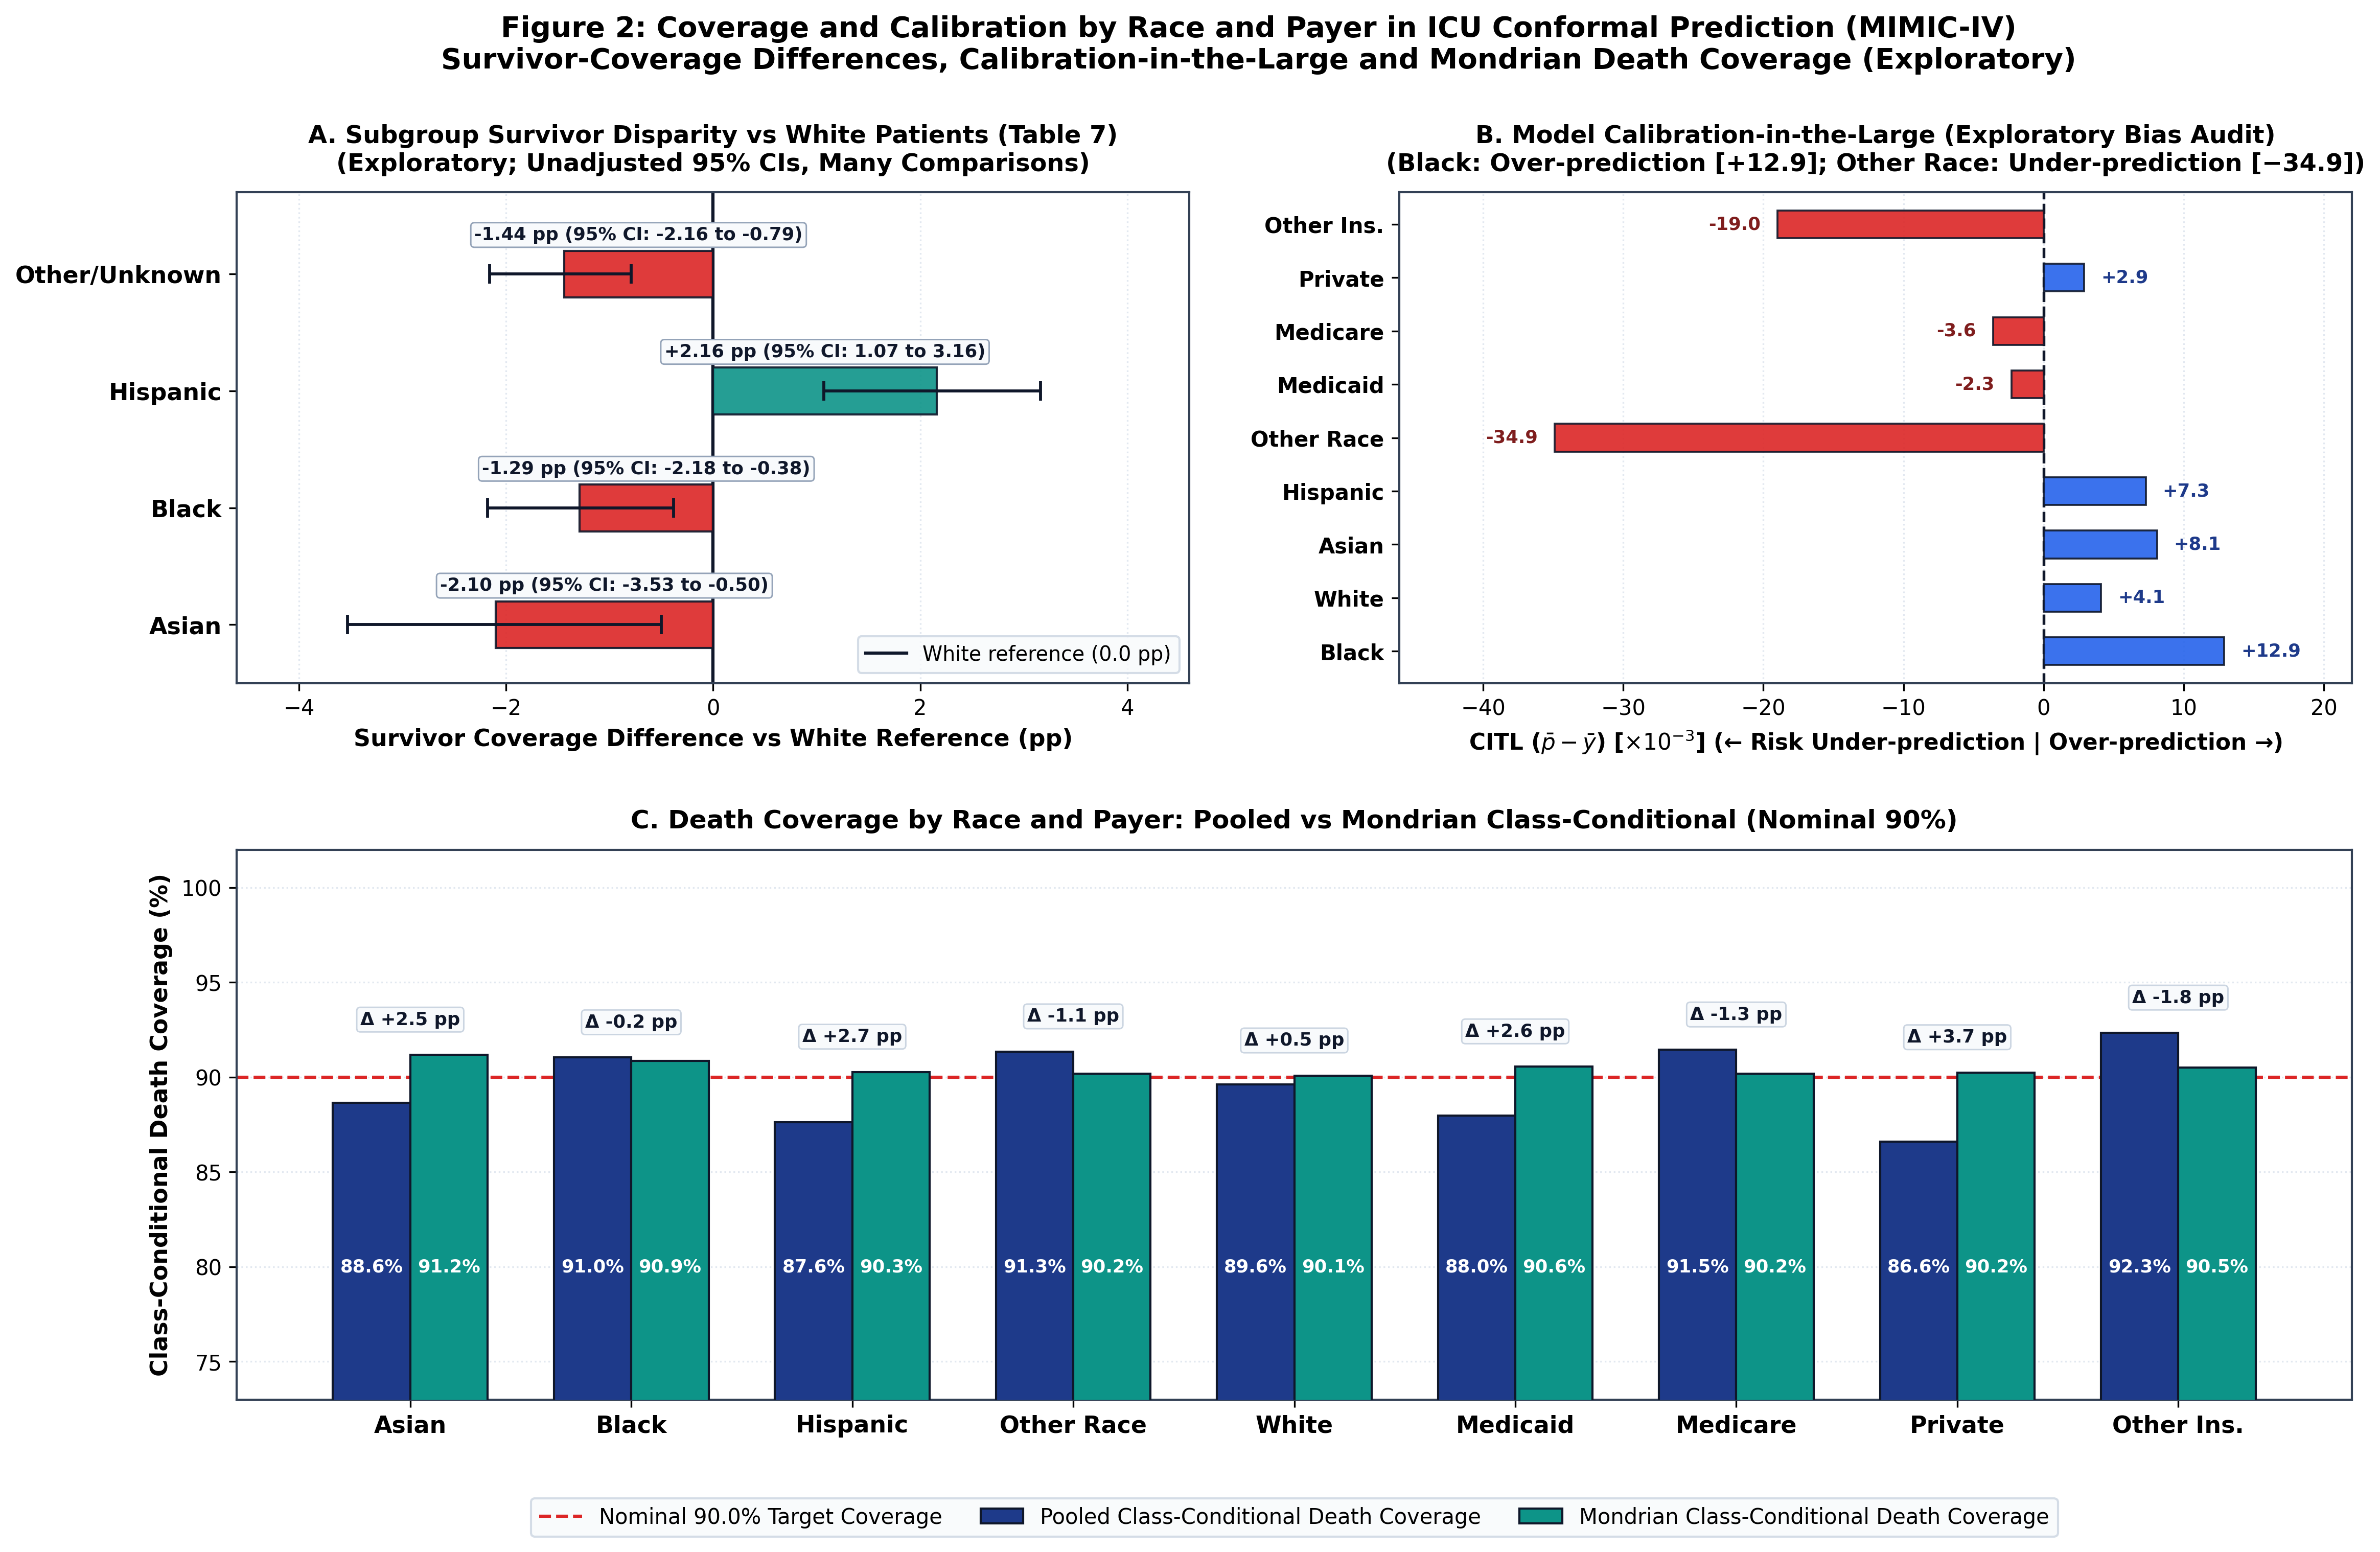 Figure 2: Coverage and Calibration by Race and Payer in ICU Conformal Prediction (MIMIC-IV)
Survivor-Coverage Differences, Calibration-in-the-Large and Mondrian Death Coverage (Exploratory)
A. Subgroup Survivor Disparity vs White Patients (Table 7)
(Exploratory; Unadjusted 95% CIs, Many Comparisons)
Other/Unknown
Hispanic
Black
Asian
-1.44 pp (95% CI: -2.16 to -0.79)
+2.16 pp (95% CI: 1.07 to 3.16)
-1.29 pp (95% CI: -2.18 to -0.38)
-2.10 pp (95% CI: -3.53 to -0.50)
White reference (0.0 pp)
−4 −2 0 2 4
Survivor Coverage Difference vs White Reference (pp)
B. Model Calibration-in-the-Large (Exploratory Bias Audit)
(Black: Over-prediction [+12.9]; Other Race: Under-prediction [−34.9])
Other Ins. -19.0
Private +2.9
Medicare -3.6
Medicaid -2.3
Other Race -34.9
Hispanic +7.3
Asian +8.1
White +4.1
Black +12.9
−40 −30 −20 −10 0 10 20
CITL (p̄ − ȳ) [×10⁻³] (← Risk Under-prediction | Over-prediction →)
C. Death Coverage by Race and Payer: Pooled vs Mondrian Class-Conditional (Nominal 90%)
Class-Conditional Death Coverage (%)
100
95
90
85
80
75
Δ +2.5 pp Δ -0.2 pp Δ +2.7 pp Δ -1.1 pp Δ +0.5 pp Δ +2.6 pp Δ -1.3 pp Δ +3.7 pp Δ -1.8 pp
88.6% 91.2% 91.0% 90.9% 87.6% 90.3% 91.3% 90.2% 89.6% 90.1% 88.0% 90.6% 91.5% 90.2% 86.6% 90.2% 92.3% 90.5%
Asian Black Hispanic Other Race White Medicaid Medicare Private Other Ins.
Nominal 90.0% Target Coverage Pooled Class-Conditional Death Coverage Mondrian Class-Conditional Death Coverage